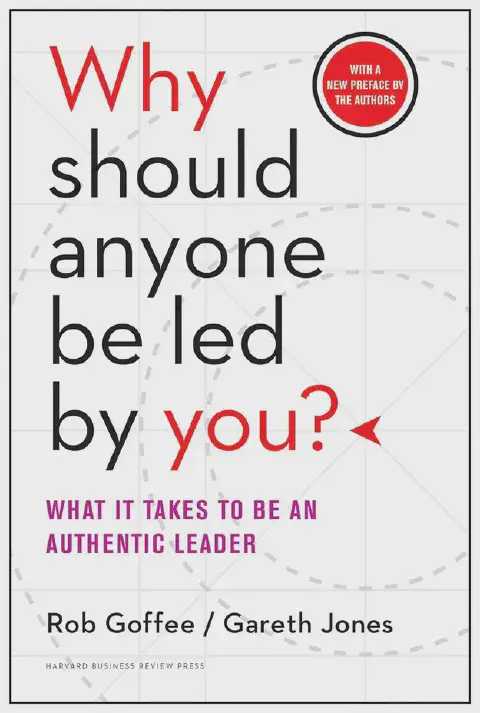 Why
should
anyone
be led
by you?
WITH A
NEW PREFACE BY
THE AUTHORS
WHAT IT TAKES TO BE AN
AUTHENTIC LEADER
Rob Goffee / Gareth Jones
HARVARD BUSINESS REVIEW PRESS